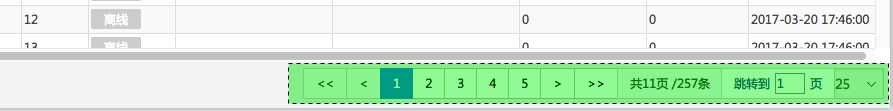 12 离线 0 0 2017-03-20 17:46:00
13 离线 0 0 2017-03-20 17:46:00
<< < 1 2 3 4 5 > >> 共11页 /257条 跳转到 1 页 25